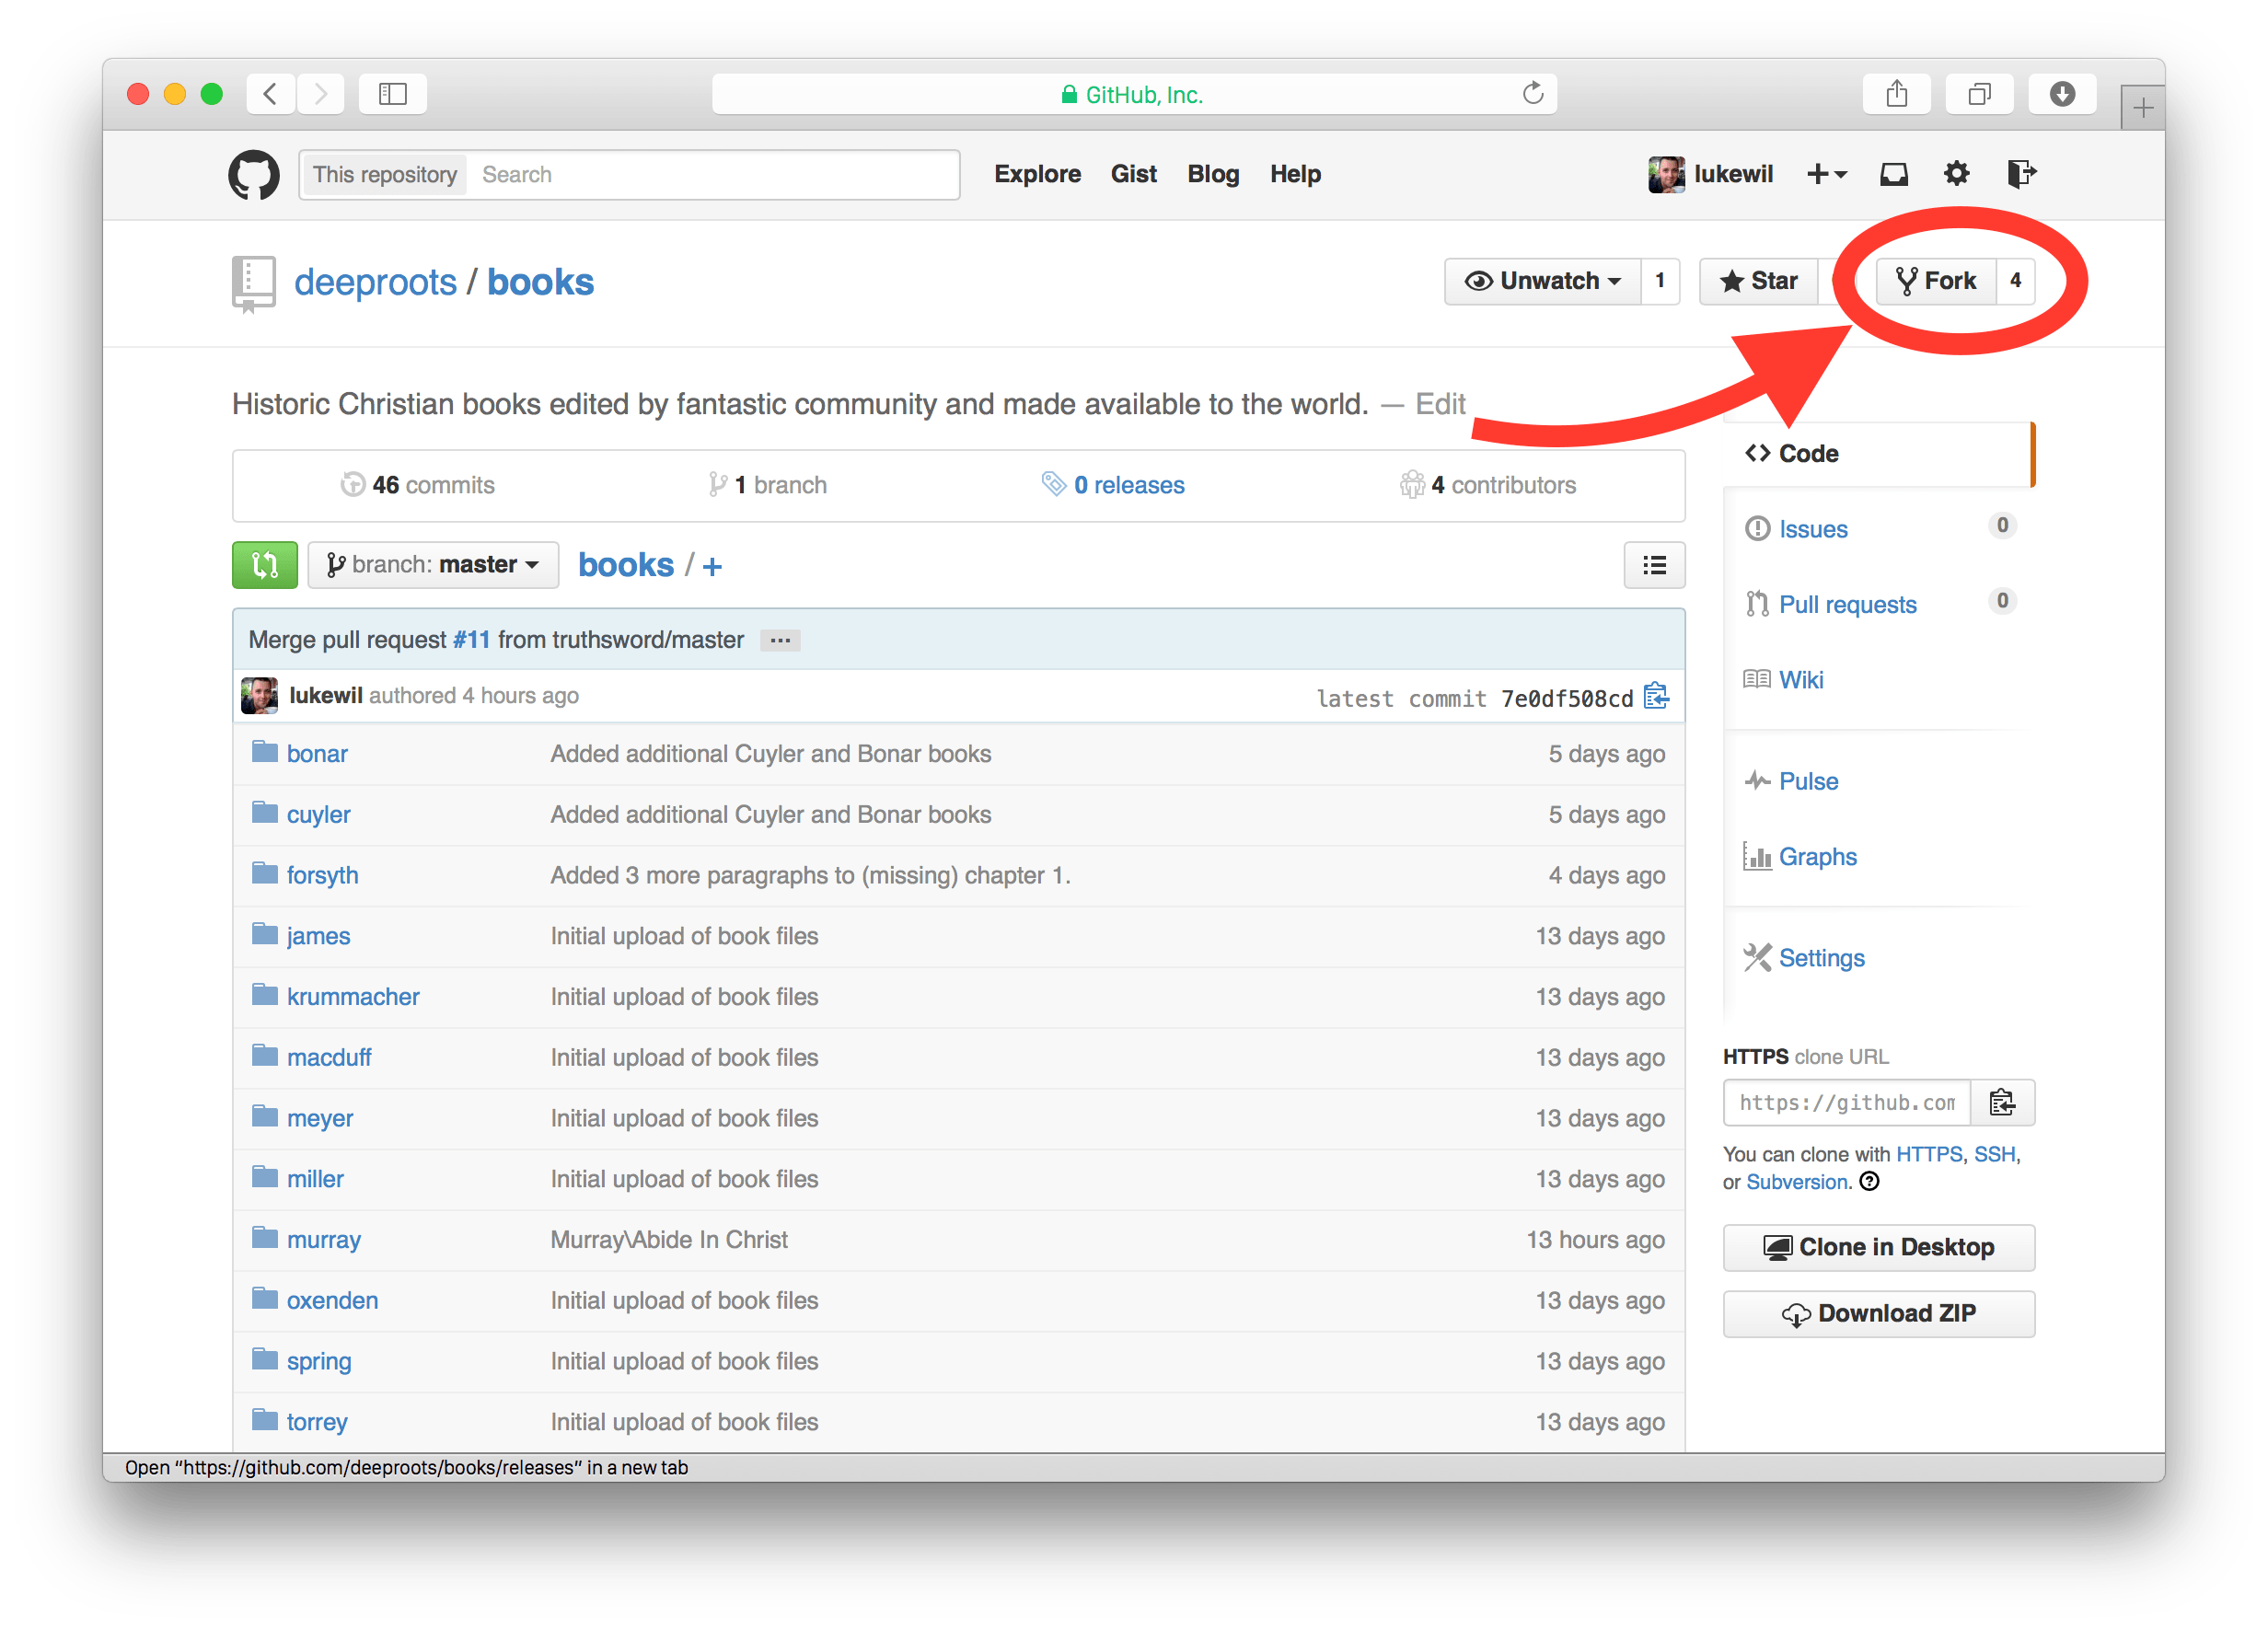 GitHub, Inc.
This repository Search Explore Gist Blog Help lukewil
deeproots / books Unwatch 1 Star Fork 4
Historic Christian books edited by fantastic community and made available to the world. — Edit
46 commits 1 branch 0 releases 4 contributors
branch: master books / +
Merge pull request #11 from truthsword/master ...
lukewil authored 4 hours ago latest commit 7e0df508cd
bonar Added additional Cuyler and Bonar books 5 days ago
cuyler Added additional Cuyler and Bonar books 5 days ago
forsyth Added 3 more paragraphs to (missing) chapter 1. 4 days ago
james Initial upload of book files 13 days ago
krummacher Initial upload of book files 13 days ago
macduff Initial upload of book files 13 days ago
meyer Initial upload of book files 13 days ago
miller Initial upload of book files 13 days ago
murray Murray\Abide In Christ 13 hours ago
oxenden Initial upload of book files 13 days ago
spring Initial upload of book files 13 days ago
torrey Initial upload of book files 13 days ago
Code
Issues 0
Pull requests 0
Wiki
Pulse
Graphs
Settings
HTTPS clone URL
https://github.com
You can clone with HTTPS, SSH,
or Subversion.
Clone in Desktop
Download ZIP
Open "https://github.com/deeproots/books/releases" in a new tab